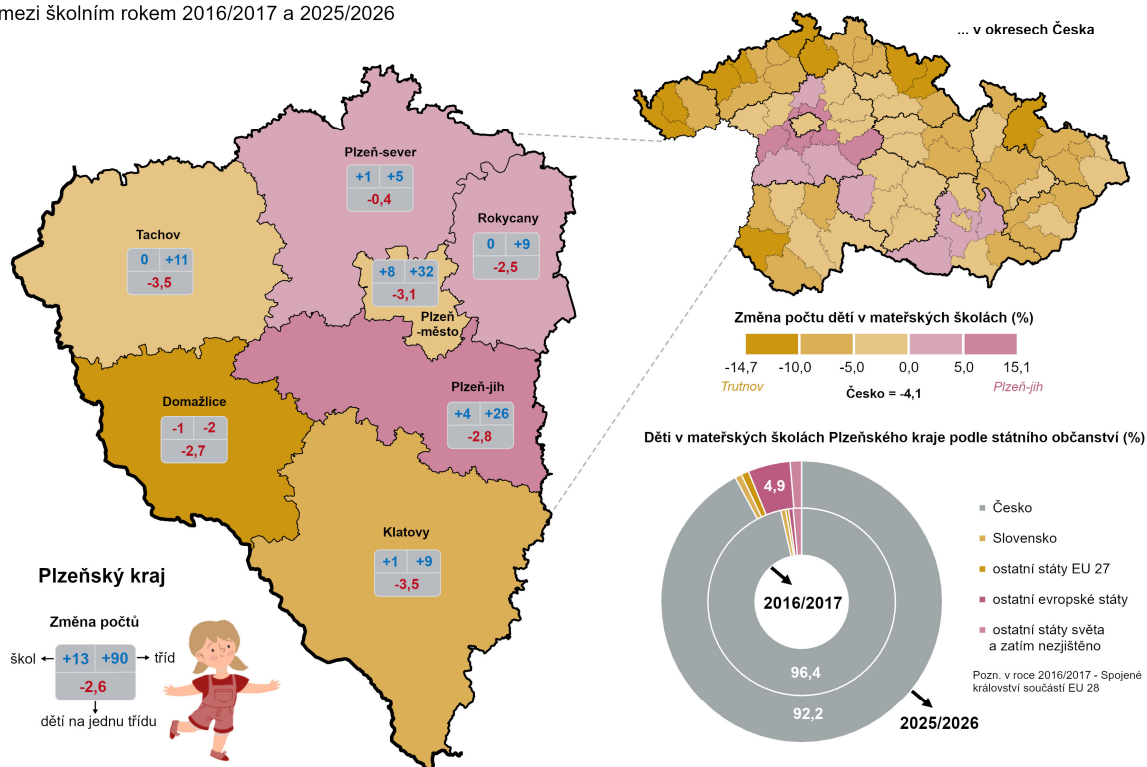 mezi školním rokem 2016/2017 a 2025/2026
... v okresech Česka
Plzeň-sever
+1 +5
-0,4
Rokycany
0 +9
-2,5
Tachov
0 +11
-3,5
+8 +32
-3,1
Plzeň
-město
Plzeň-jih
+4 +26
-2,8
Domažlice
-1 -2
-2,7
Klatovy
+1 +9
-3,5
Plzeňský kraj
Změna počtů
škol +13 +90 tříd
-2,6
dětí na jednu třídu
Změna počtu dětí v mateřských školách (%)
-14,7 -10,0 -5,0 0,0 5,0 15,1
Trutnov Plzeň-jih
Česko = -4,1
Děti v mateřských školách Plzeňského kraje podle státního občanství (%)
4,9
2016/2017
96,4
92,2
2025/2026
Česko
Slovensko
ostatní státy EU 27
ostatní evropské státy
ostatní státy světa
a zatím nezjištěno
Pozn. v roce 2016/2017 - Spojené
království součástí EU 28